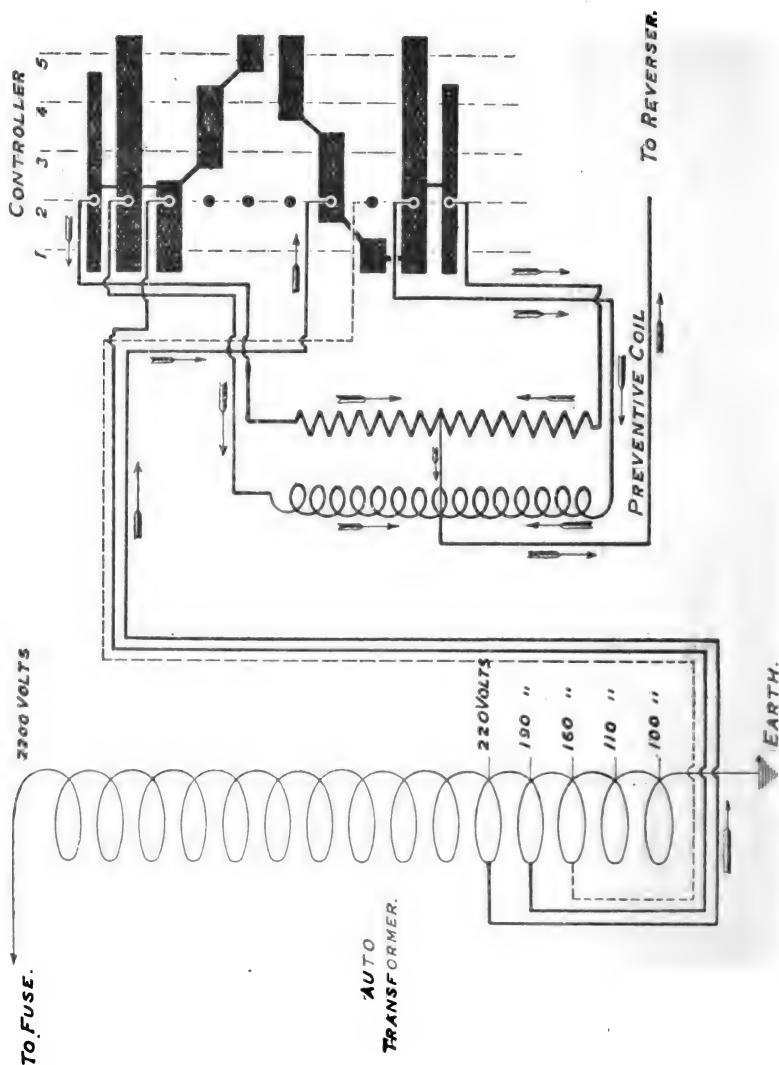 TO FUSE.
2200 VOLTS
AUTO
TRANSFORMER.
220 VOLTS
190 "
160 "
110 "
100 "
EARTH.
CONTROLLER
1 2 3 4 5
PREVENTIVE COIL
TO REVERSER.